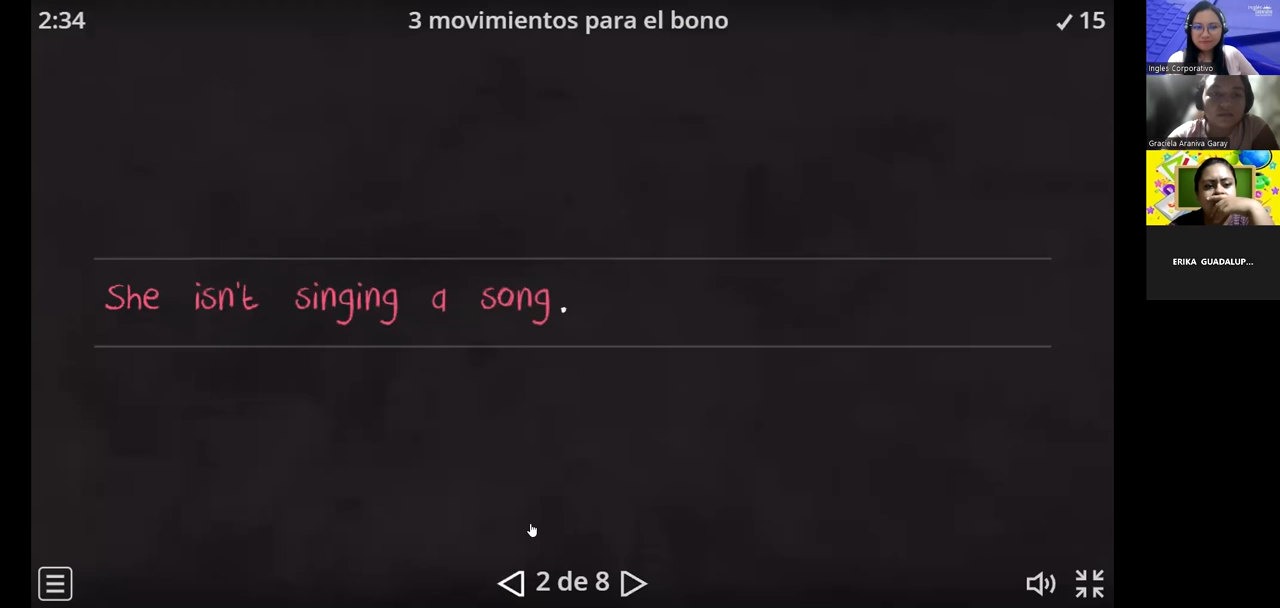 2:34
3 movimientos para el bono
✓ 15
Ingles Corporativo
Graciela Araniva Garay
She isn't singing a song.
ERIKA GUADALUP...
2 de 8